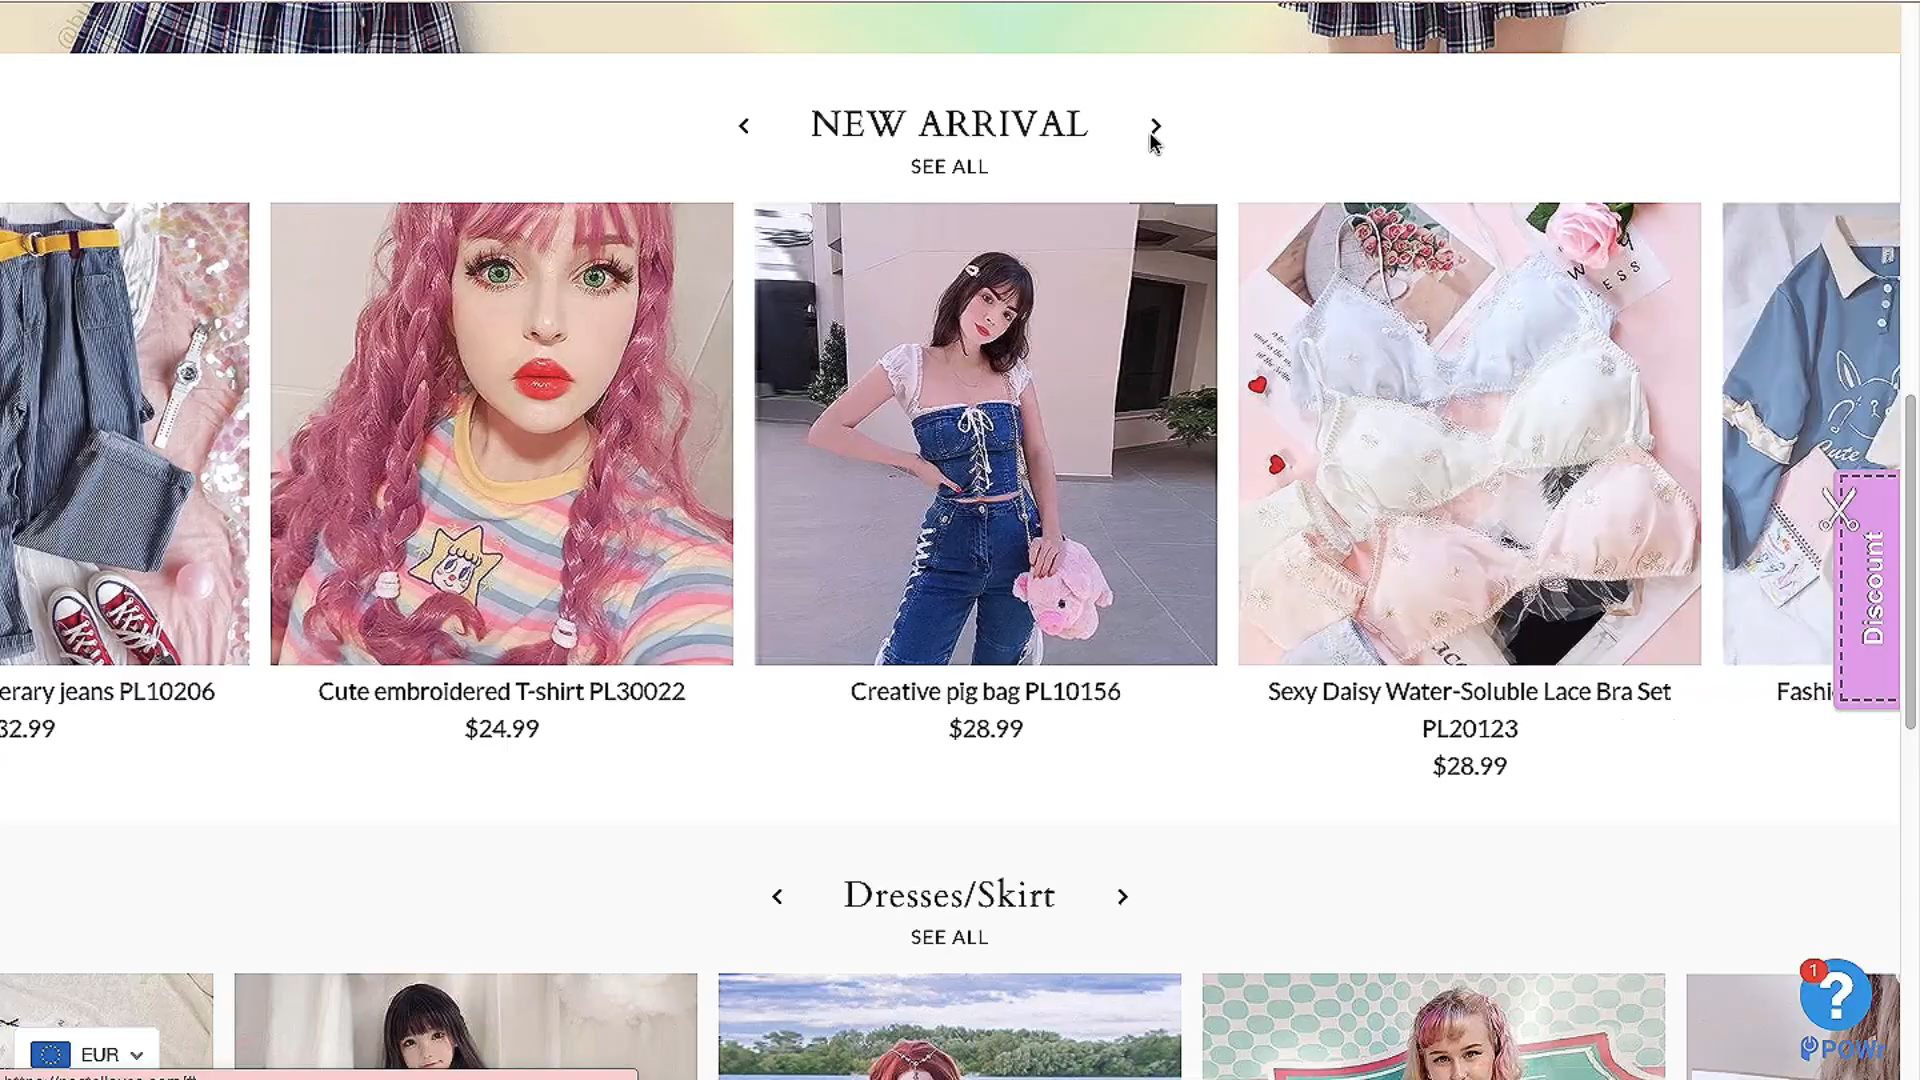 NEW ARRIVAL
SEE ALL
erary jeans PL10206
32.99
Cute embroidered T-shirt PL30022
$24.99
Creative pig bag PL10156
$28.99
Sexy Daisy Water-Soluble Lace Bra Set
PL20123
$28.99
Fashi
Cute
Discount
Dresses/Skirt
SEE ALL
EUR
1
?
POWr